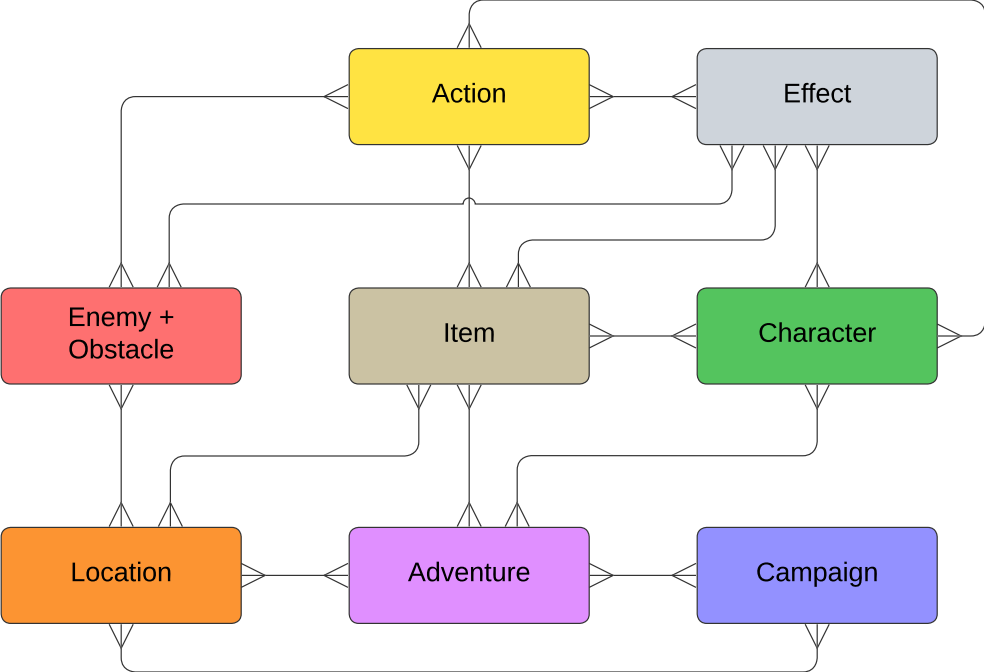 Action
Effect
Enemy +
Obstacle
Item
Character
Location
Adventure
Campaign